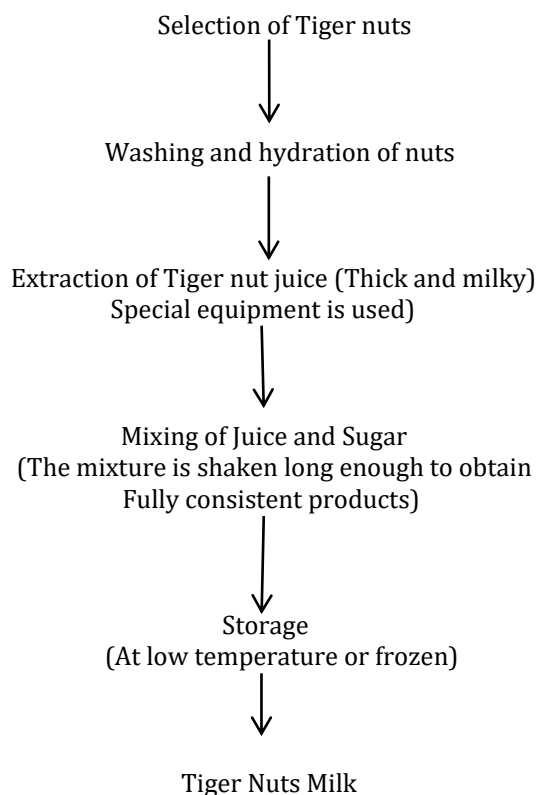 Selection of Tiger nuts
Washing and hydration of nuts
Extraction of Tiger nut juice (Thick and milky)
Special equipment is used)
Mixing of Juice and Sugar
(The mixture is shaken long enough to obtain
Fully consistent products)
Storage
(At low temperature or frozen)
Tiger Nuts Milk